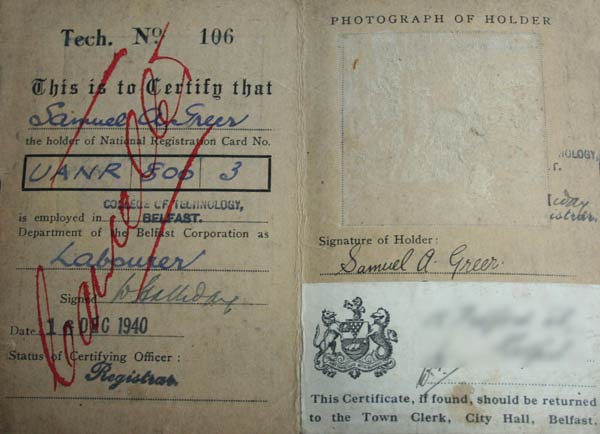 Tech. No 106
This is to Certify that
Samuel A. Greer
the holder of National Registration Card No.
UANR 800 3
COLLEGE OF TECHNOLOGY,
is employed in BELFAST.
Department of the Belfast Corporation as
Labourer
Signed
Date 16 DEC 1940
Status of Certifying Officer :
Registrar.
Cancelled
PHOTOGRAPH OF HOLDER
NOLOGY,
Signature of Holder :
Samuel A. Greer.
This Certificate, if found, should be returned
to the Town Clerk, City Hall, Belfast.